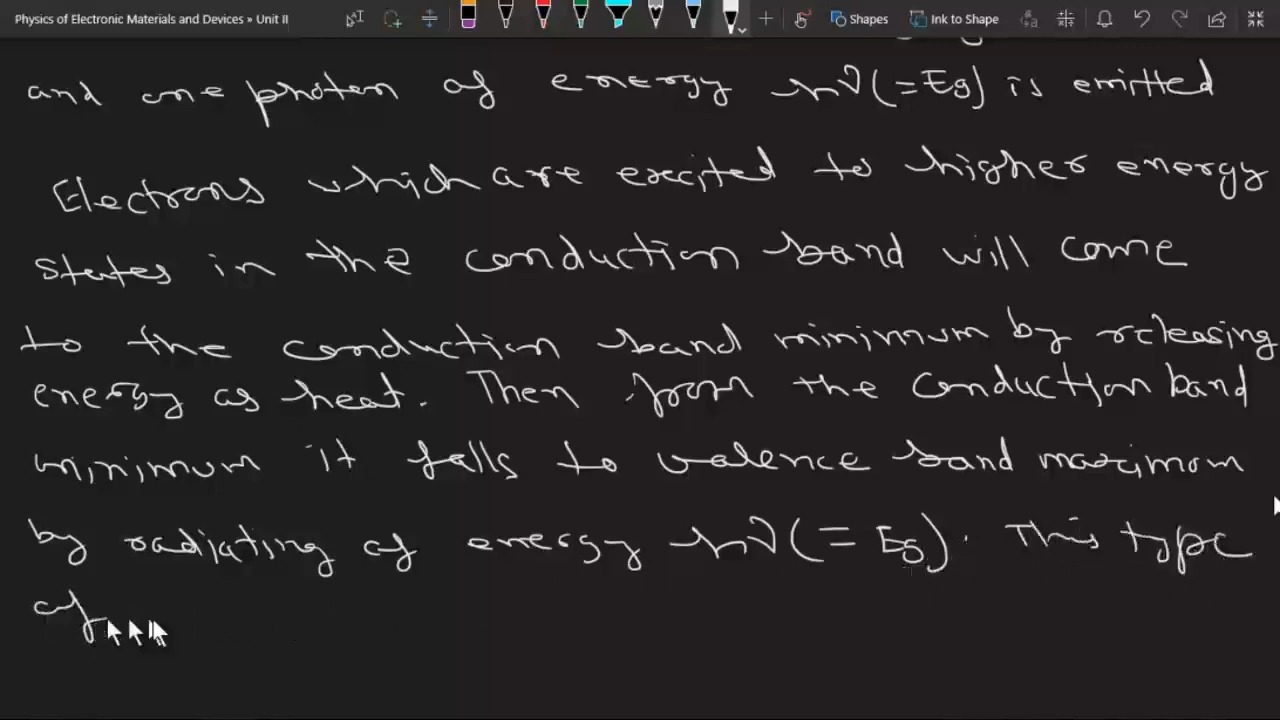 Physics of Electronic Materials and Devices » Unit II
Shapes
Ink to Shape
and one photon of energy hν(=Eg) is emitted
Electrons which are excited to higher energy
states in the conduction band will come
to the conduction band minimum by releasing
energy as heat. Then from the conduction band
minimum it falls to valence band maximum
by radiating of energy hν(= Eg). This type
of